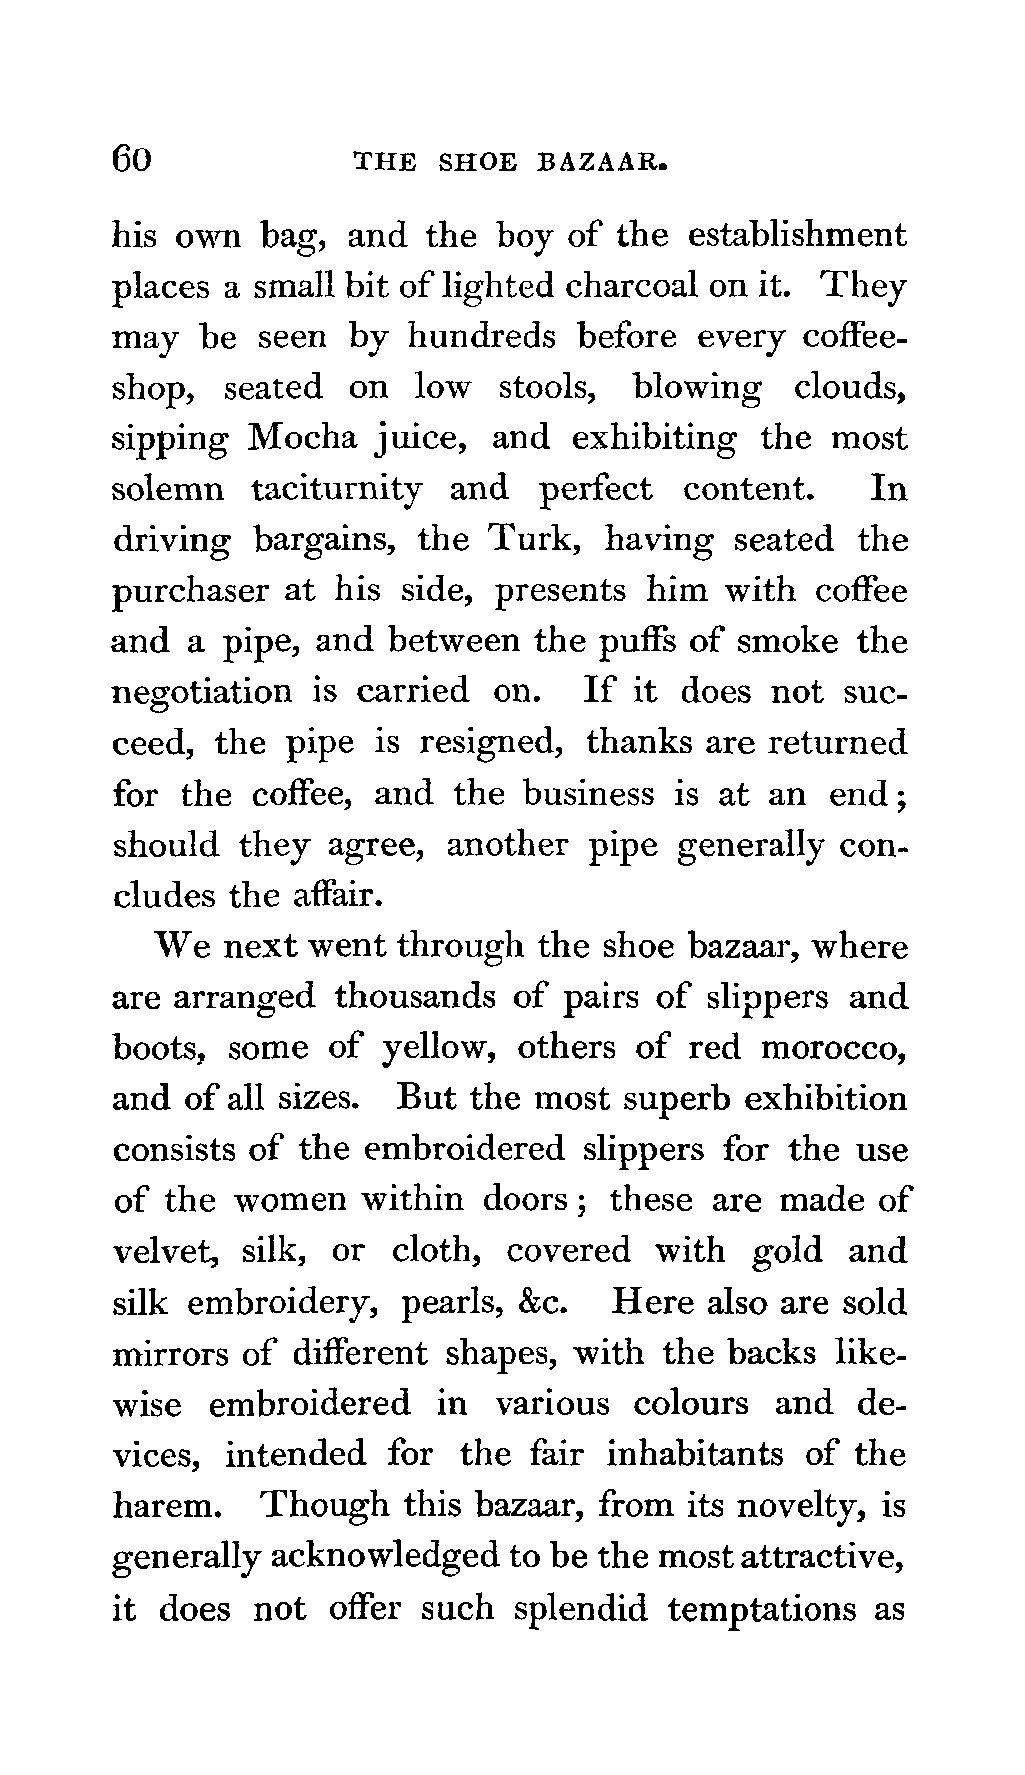 60 THE SHOE BAZAAR.
his own bag, and the boy of the establishment
places a small bit of lighted charcoal on it. They
may be seen by hundreds before every coffee-
shop, seated on low stools, blowing clouds,
sipping Mocha juice, and exhibiting the most
solemn taciturnity and perfect content. In
driving bargains, the Turk, having seated the
purchaser at his side, presents him with coffee
and a pipe, and between the puffs of smoke the
negotiation is carried on. If it does not suc-
ceed, the pipe is resigned, thanks are returned
for the coffee, and the business is at an end;
should they agree, another pipe generally con-
cludes the affair.
We next went through the shoe bazaar, where
are arranged thousands of pairs of slippers and
boots, some of yellow, others of red morocco,
and of all sizes. But the most superb exhibition
consists of the embroidered slippers for the use
of the women within doors; these are made of
velvet, silk, or cloth, covered with gold and
silk embroidery, pearls, &c. Here also are sold
mirrors of different shapes, with the backs like-
wise embroidered in various colours and de-
vices, intended for the fair inhabitants of the
harem. Though this bazaar, from its novelty, is
generally acknowledged to be the most attractive,
it does not offer such splendid temptations as